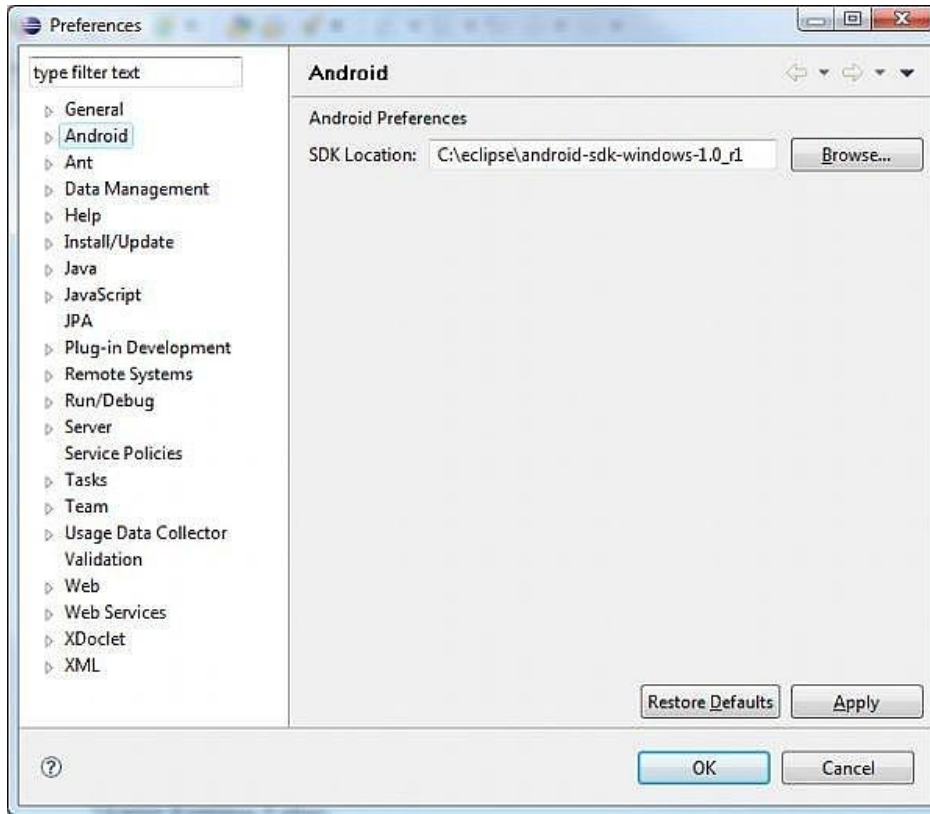 Preferences
type filter text
Android
General
Android
Ant
Data Management
Help
Install/Update
Java
JavaScript
JPA
Plug-in Development
Remote Systems
Run/Debug
Server
Service Policies
Tasks
Team
Usage Data Collector
Validation
Web
Web Services
XDoclet
XML
Android Preferences
SDK Location: C:\eclipse\android-sdk-windows-1.0_r1 Browse...
Restore Defaults Apply
OK Cancel